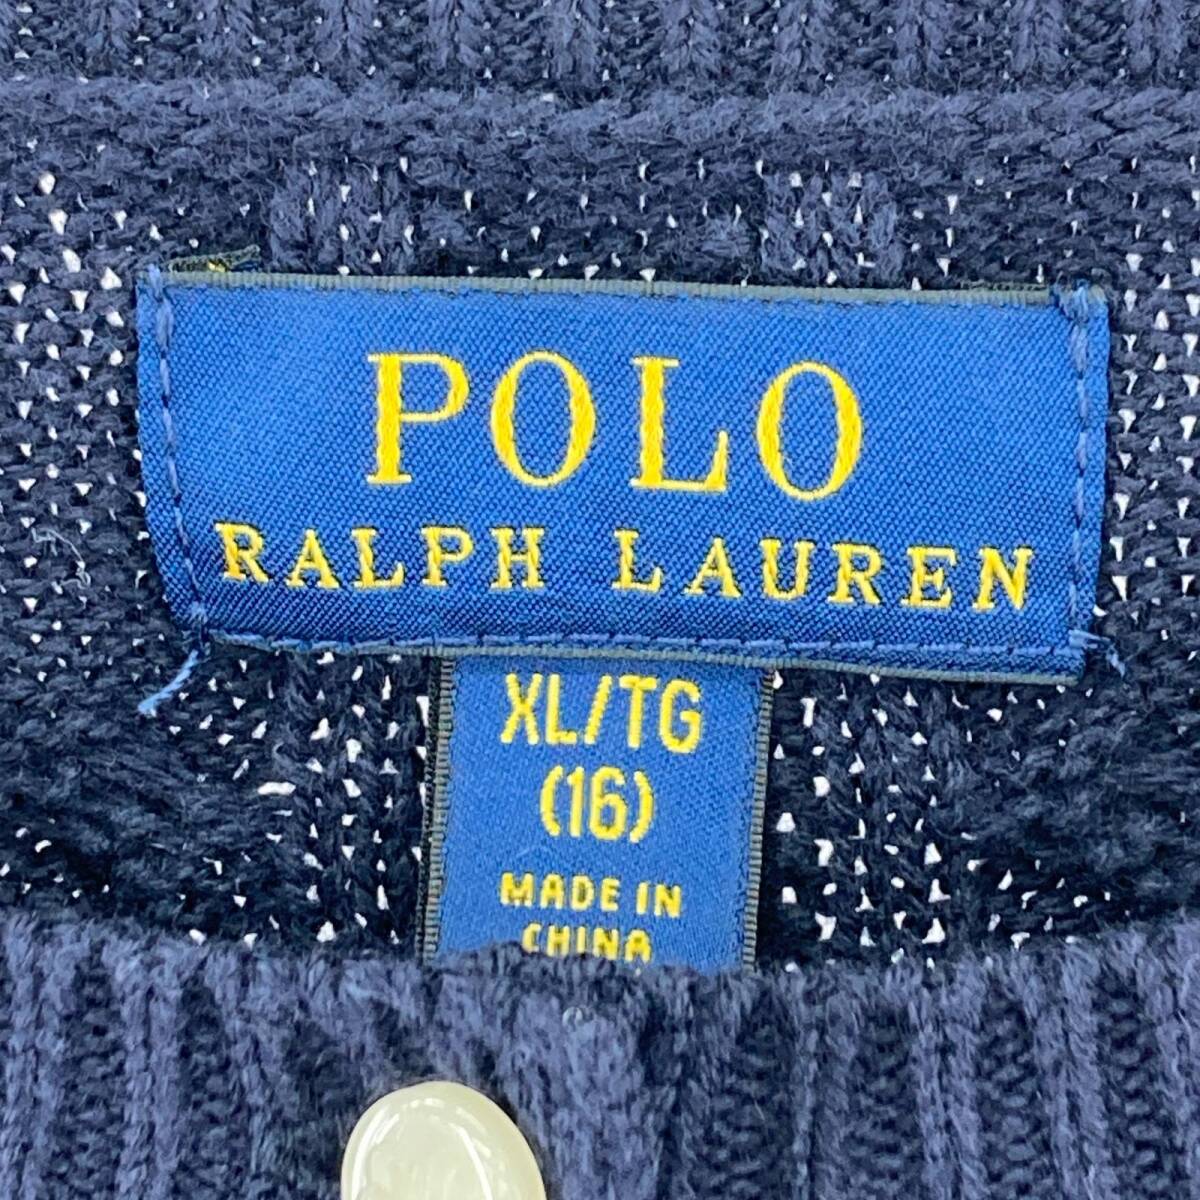 POLO
RALPH LAUREN
XL/TG
(16)
MADE IN
CHINA